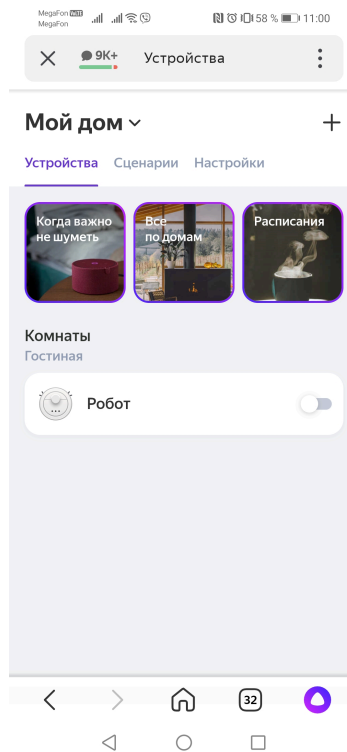 MegaFon VoLTE
MegaFon
58 %
11:00
9K+
Устройства
Мой дом
Устройства Сценарии Настройки
Когда важно
не шуметь
Все
по домам
Расписания
Комнаты
Гостиная
Робот
32